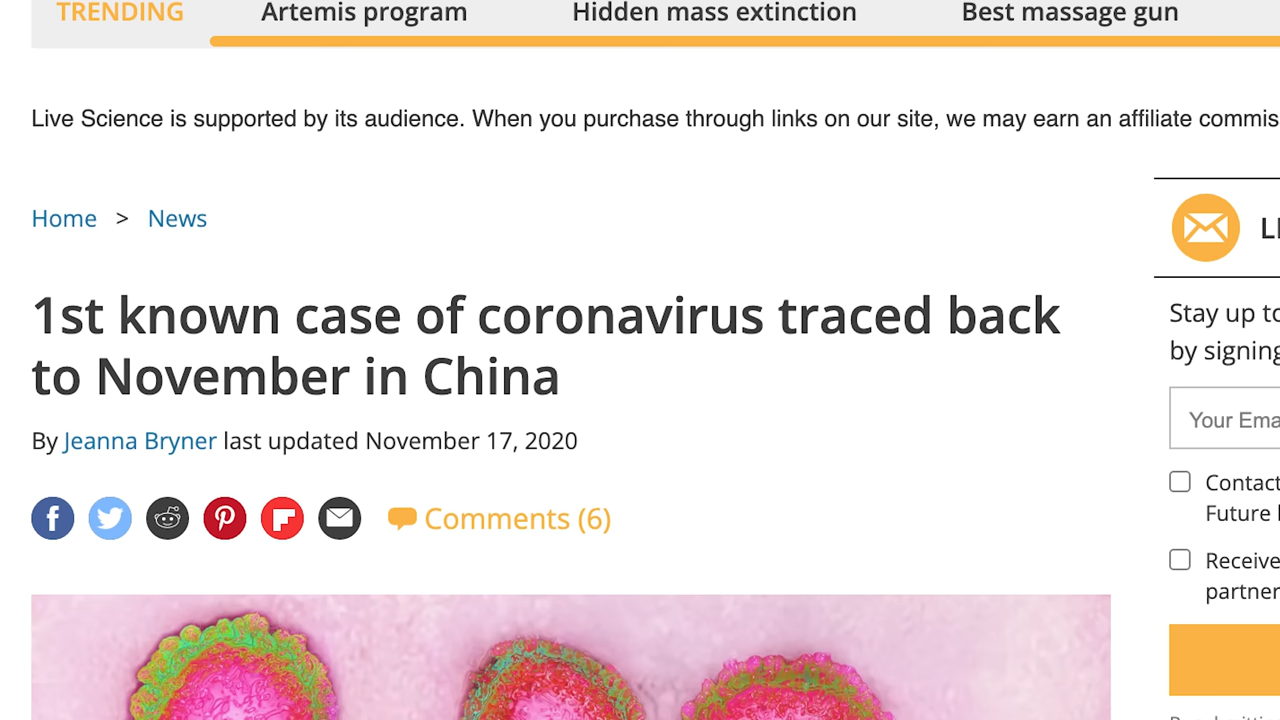 TRENDING Artemis program Hidden mass extinction Best massage gun
Live Science is supported by its audience. When you purchase through links on our site, we may earn an affiliate commis
Home > News
1st known case of coronavirus traced back
to November in China
By Jeanna Bryner last updated November 17, 2020
Comments (6)
Stay up to
by signing
Your Ema
Contact
Future
Receive
partner